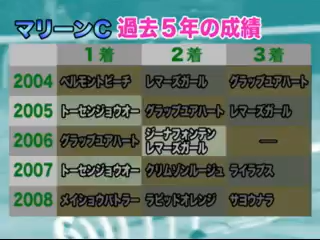 マリーンC 過去5年の成績
1着 2着 3着
2004 ベルモントビーチ レマーズガール グラップユアハート
2005 トーセンジョウオー グラップユアハート レマーズガール
2006 グラップユアハート ジーナフォンテン
レマーズガール ―
2007 トーセンジョウオー クリムゾンルージュ ライラプス
2008 メイショウバトラー ラピッドオレンジ サヨウナラ